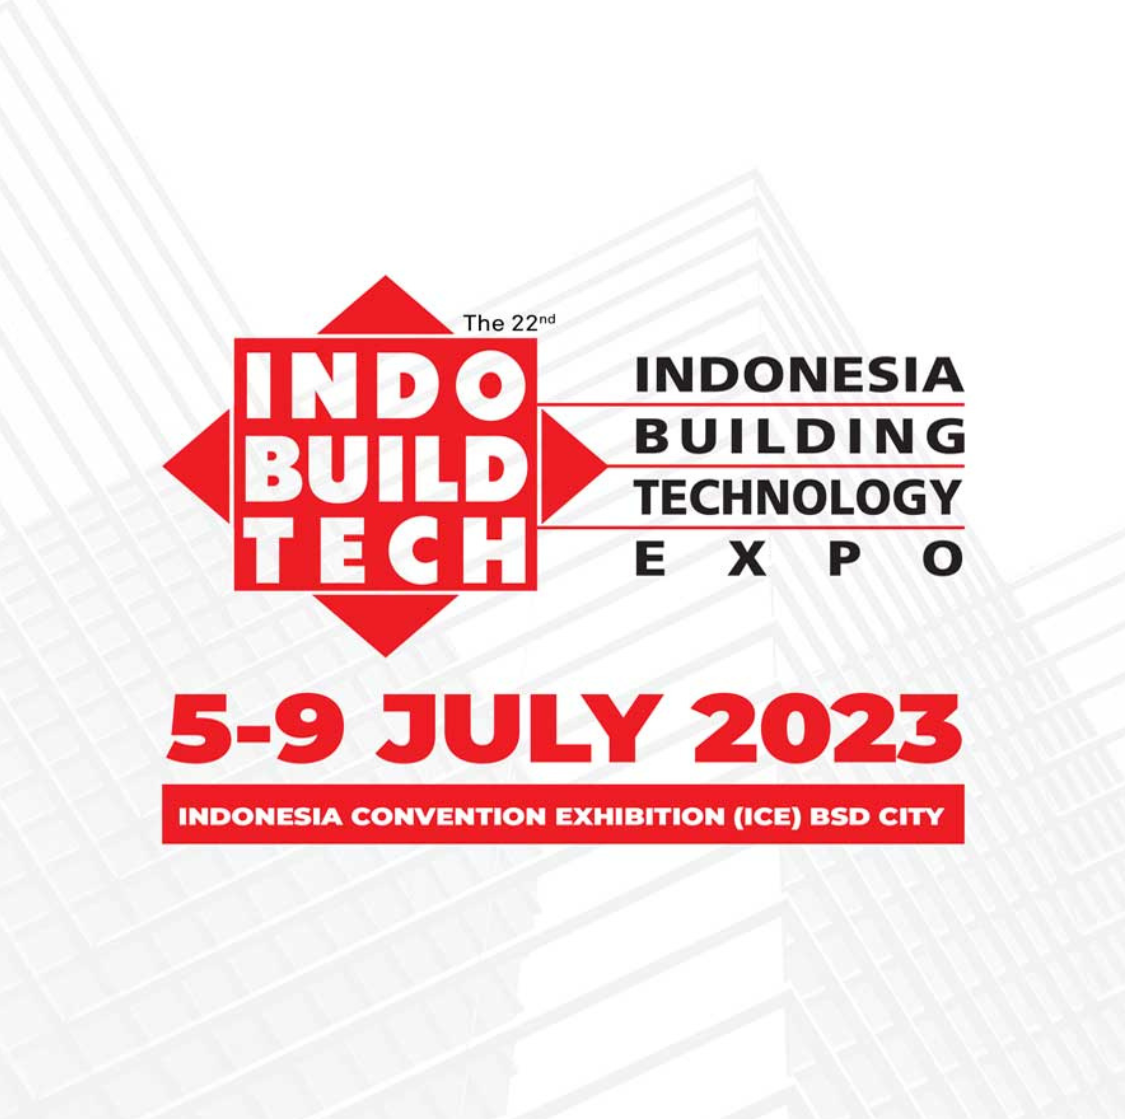 The 22nd
INDO
BUILD
TECH
INDONESIA
BUILDING
TECHNOLOGY
EXPO
5-9 JULY 2023
INDONESIA CONVENTION EXHIBITION (ICE) BSD CITY